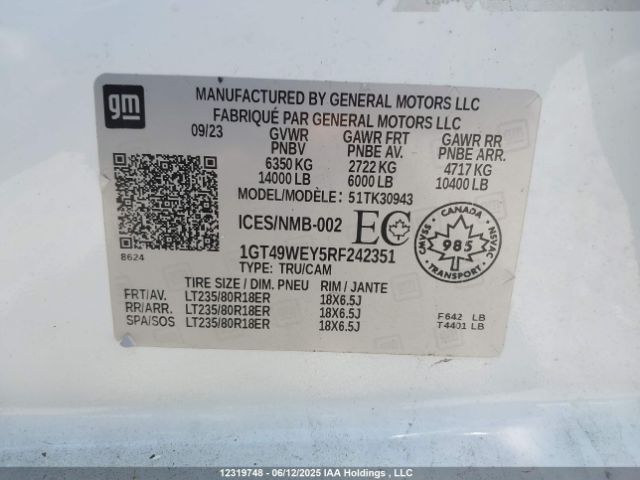 gm
MANUFACTURED BY GENERAL MOTORS LLC
FABRIQUÉ PAR GENERAL MOTORS LLC
09/23 GVWR GAWR FRT GAWR RR
PNBV PNBE AV. PNBE ARR.
6350 KG 2722 KG 4717 KG
14000 LB 6000 LB 10400 LB
MODEL/MODÈLE: 51TK30943
ICES/NMB-002 EC
CANADA
CMVSS NSVAC
985
TRANSPORT
8624
1GT49WEY5RF242351
TYPE: TRU/CAM
TIRE SIZE / DIM. PNEU RIM / JANTE
FRT/AV. LT235/80R18ER 18X6.5J
RR/ARR. LT235/80R18ER 18X6.5J
SPA/SOS LT235/80R18ER 18X6.5J
F642 LB
T4401 LB
12319748 - 06/12/2025 IAA Holdings , LLC